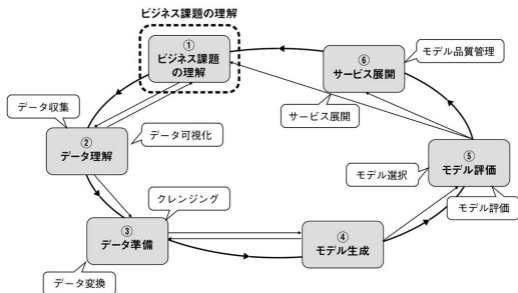 ビジネス課題の理解
①
ビジネス課題
の理解
⑥
サービス展開
モデル品質管理
サービス展開
データ収集
②
データ理解
データ可視化
⑤
モデル評価
モデル選択
モデル評価
クレンジング
③
データ準備
データ変換
④
モデル生成